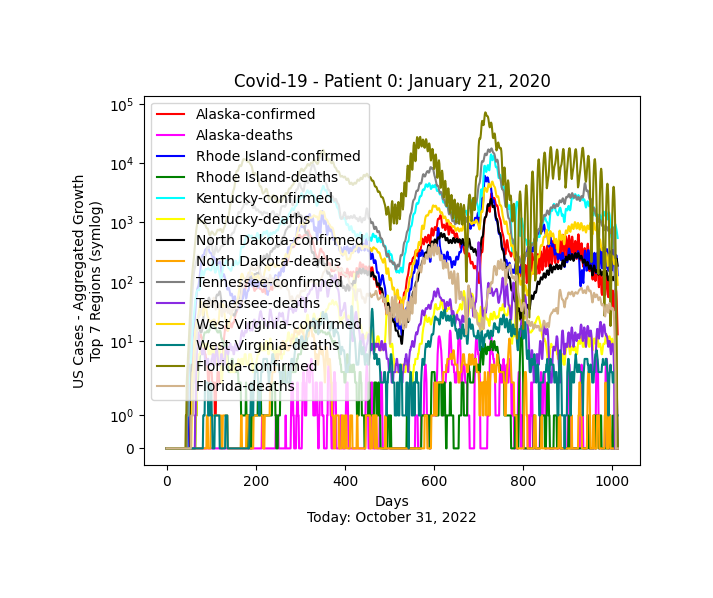 Covid-19 - Patient 0: January 21, 2020
US Cases - Aggregated Growth
Top 7 Regions (symlog)
10^5
10^4
10^3
10^2
10^1
10^0
0
Alaska-confirmed
Alaska-deaths
Rhode Island-confirmed
Rhode Island-deaths
Kentucky-confirmed
Kentucky-deaths
North Dakota-confirmed
North Dakota-deaths
Tennessee-confirmed
Tennessee-deaths
West Virginia-confirmed
West Virginia-deaths
Florida-confirmed
Florida-deaths
0 200 400 600 800 1000
Days
Today: October 31, 2022